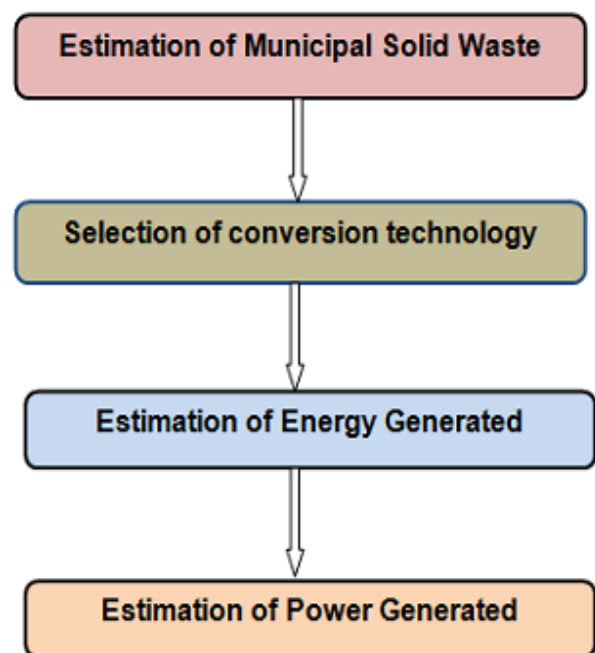 Estimation of Municipal Solid Waste
Selection of conversion technology
Estimation of Energy Generated
Estimation of Power Generated